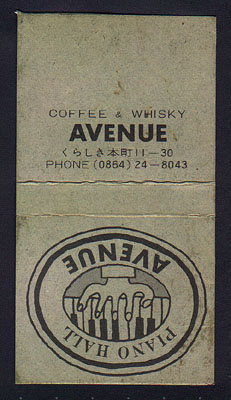 COFFEE & WHISKY
AVENUE
くらしき本町11—30
PHONE (0864) 24—8043
PIANO HALL
AVENUE